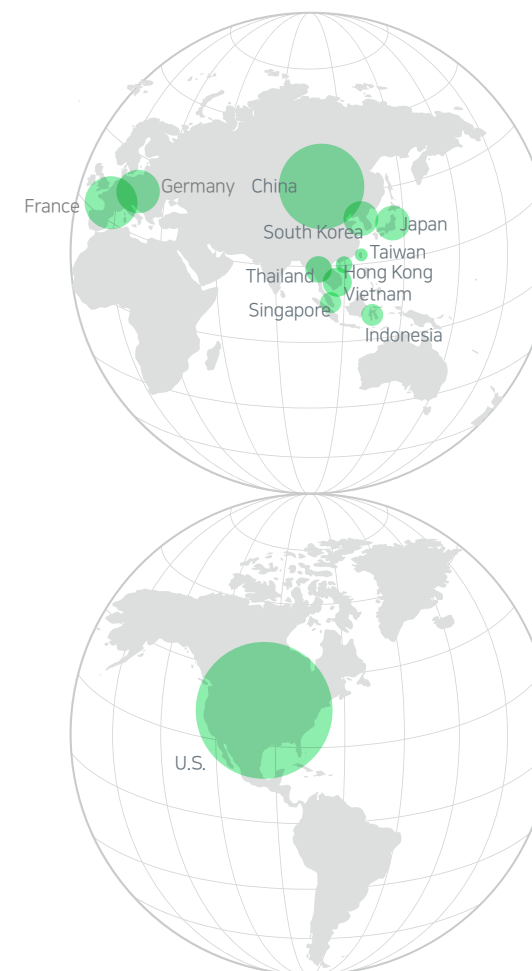 Germany
China
France
South Korea
Japan
Taiwan
Hong Kong
Thailand
Vietnam
Singapore
Indonesia
U.S.